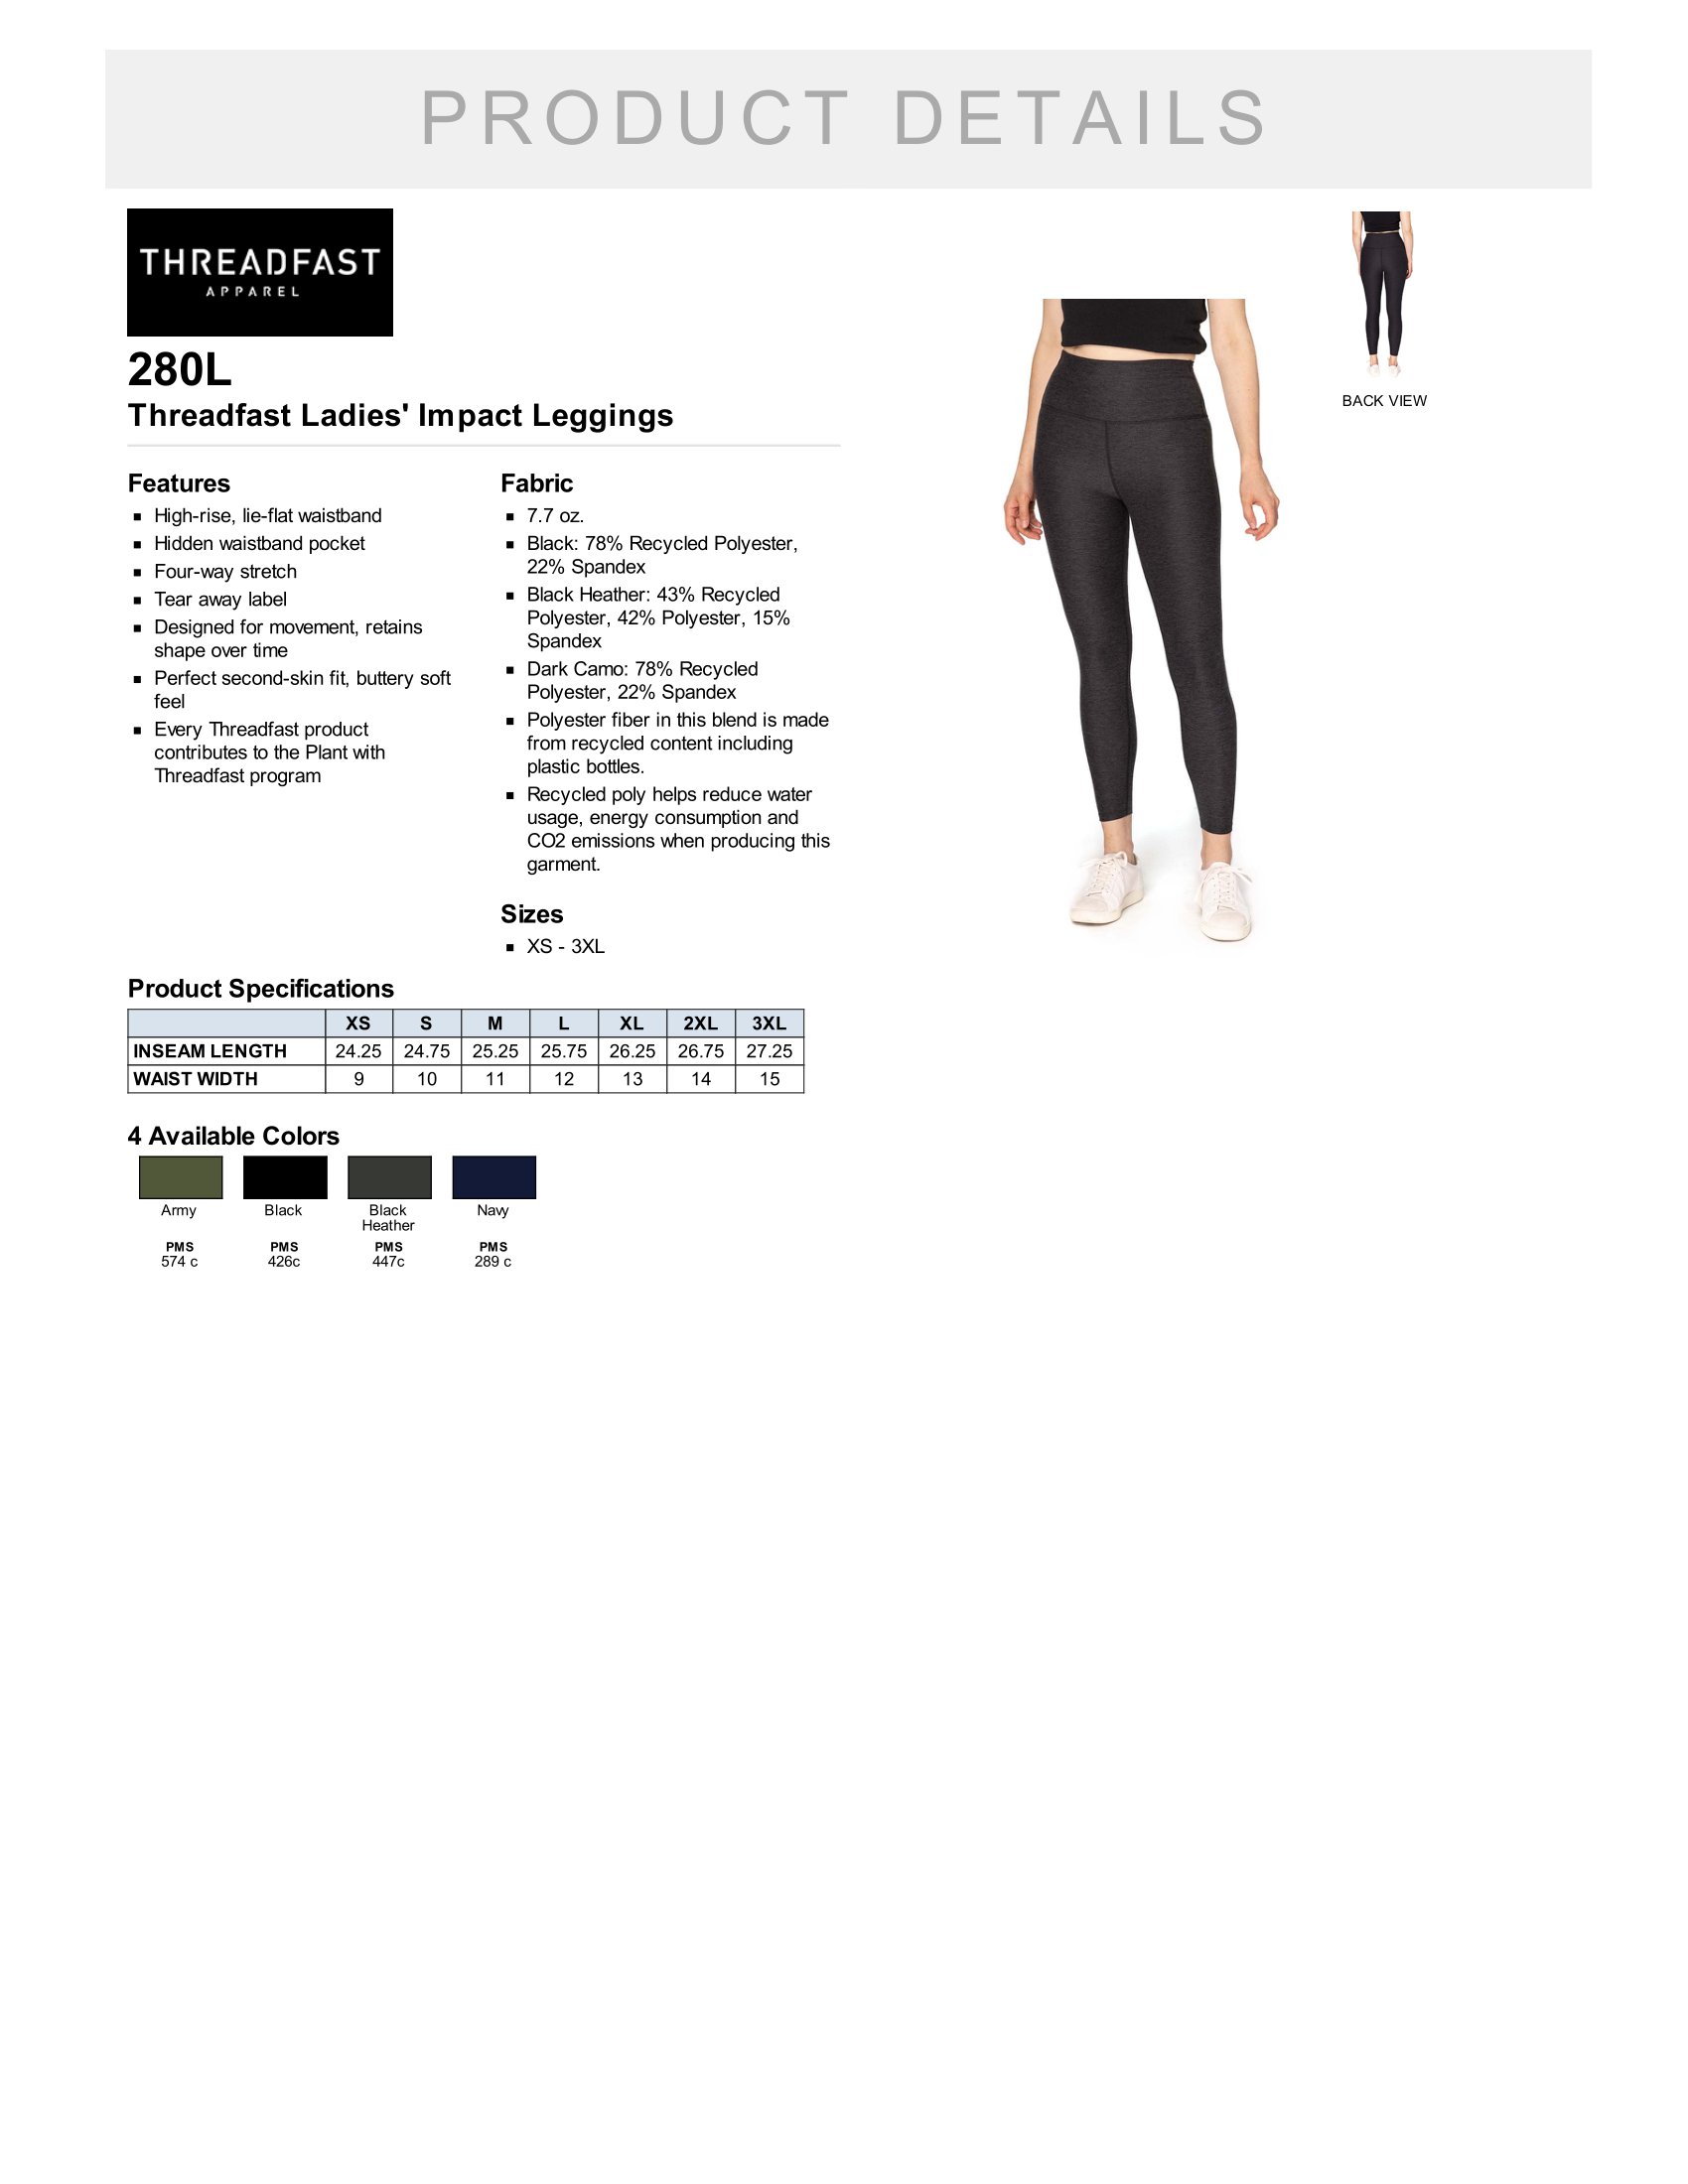 PRODUCT DETAILS
THREADFAST
APPAREL
280L
Threadfast Ladies' Impact Leggings
BACK VIEW
Features
▪ High-rise, lie-flat waistband
▪ Hidden waistband pocket
▪ Four-way stretch
▪ Tear away label
▪ Designed for movement, retains
shape over time
▪ Perfect second-skin fit, buttery soft
feel
▪ Every Threadfast product
contributes to the Plant with
Threadfast program
Fabric
▪ 7.7 oz.
▪ Black: 78% Recycled Polyester,
22% Spandex
▪ Black Heather: 43% Recycled
Polyester, 42% Polyester, 15%
Spandex
▪ Dark Camo: 78% Recycled
Polyester, 22% Spandex
▪ Polyester fiber in this blend is made
from recycled content including
plastic bottles.
▪ Recycled poly helps reduce water
usage, energy consumption and
CO2 emissions when producing this
garment.
Sizes
▪ XS - 3XL
Product Specifications
XS S M L XL 2XL 3XL
INSEAM LENGTH 24.25 24.75 25.25 25.75 26.25 26.75 27.25
WAIST WIDTH 9 10 11 12 13 14 15
4 Available Colors
Army Black Black Navy
Heather
PMS PMS PMS PMS
574 c 426c 447c 289 c